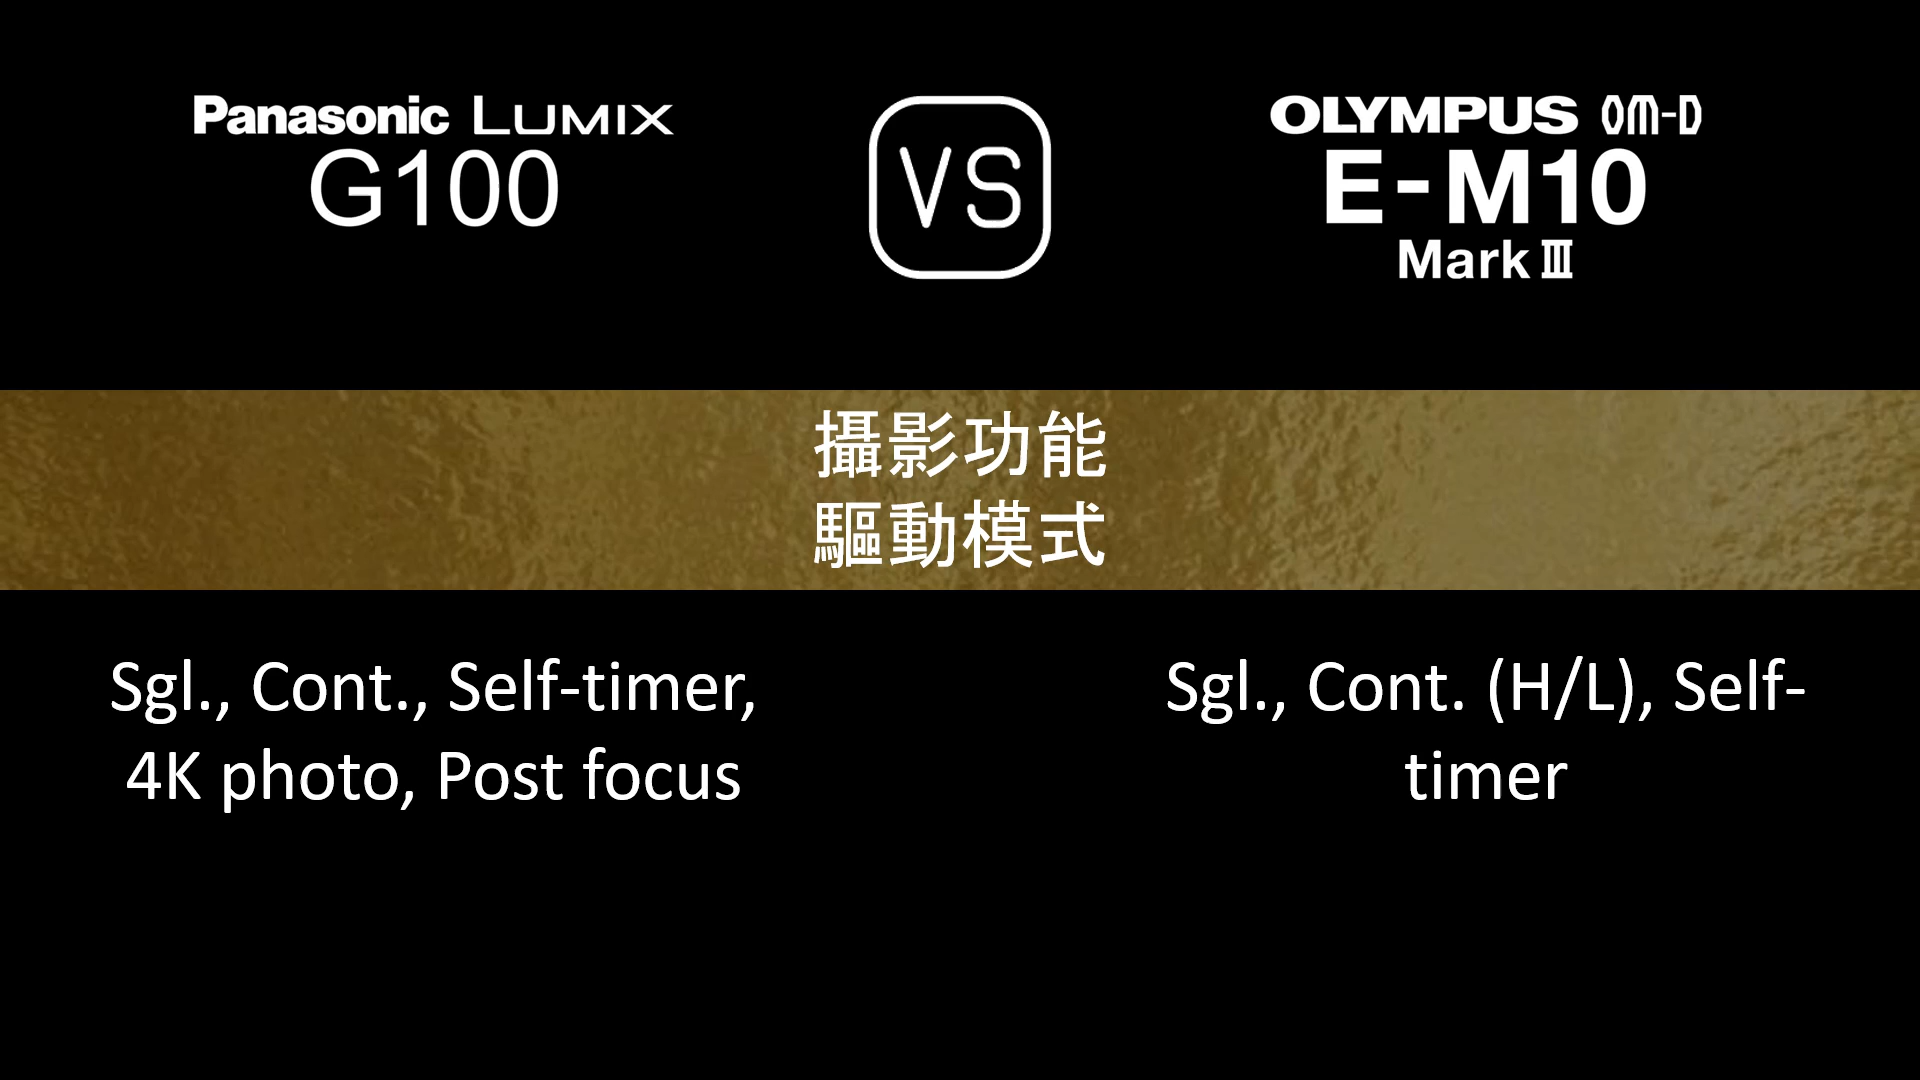 Panasonic LUMIX
G100
VS
OLYMPUS OM-D
E-M10
Mark III
攝影功能
驅動模式
Sgl., Cont., Self-timer,
4K photo, Post focus
Sgl., Cont. (H/L), Self-
timer